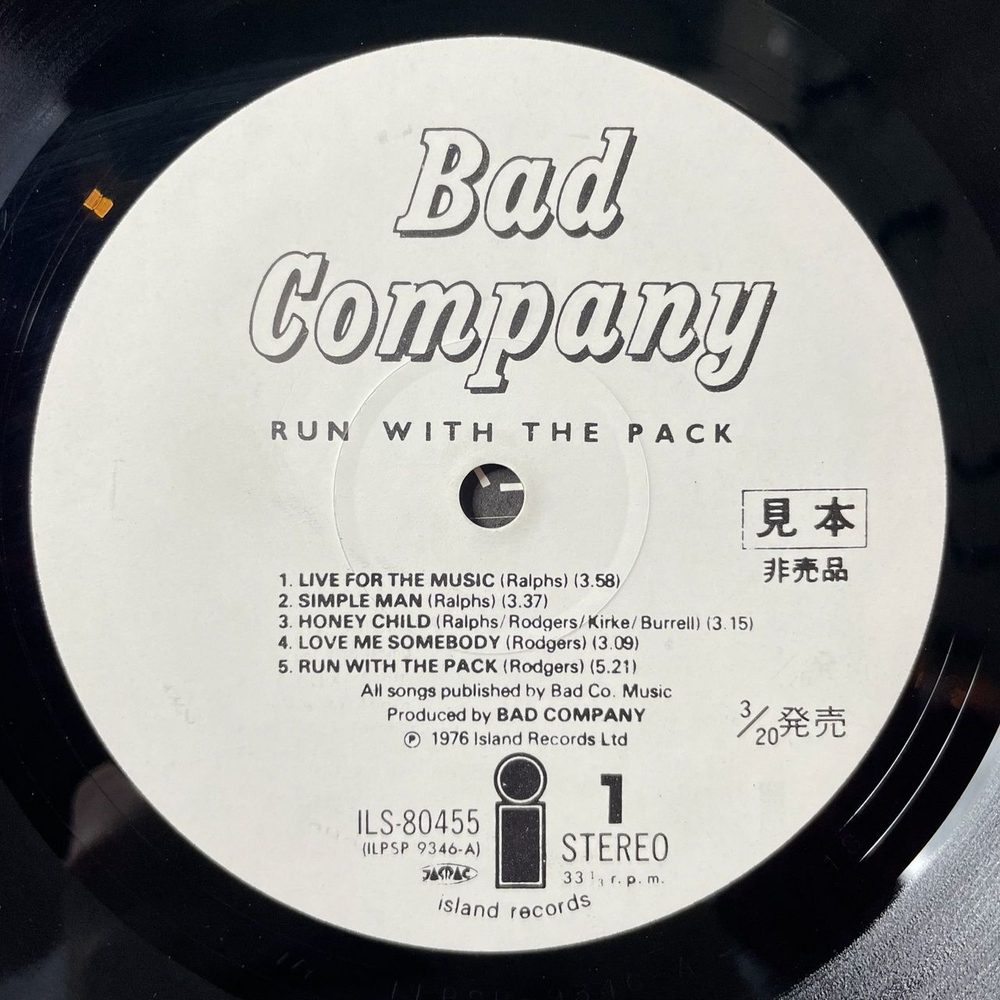 Bad
Company
RUN WITH THE PACK
見本
非売品
1. LIVE FOR THE MUSIC (Ralphs) (3.58)
2. SIMPLE MAN (Ralphs) (3.37)
3. HONEY CHILD (Ralphs/Rodgers/Kirke/Burrell) (3.15)
4. LOVE ME SOMEBODY (Rodgers) (3.09)
5. RUN WITH THE PACK (Rodgers) (5.21)
All songs published by Bad Co. Music
Produced by BAD COMPANY
Ⓟ 1976 Island Records Ltd
3/20発売
ILS-80455
(ILPSP 9346-A)
JASRAC
1
STEREO
33 1/3 r.p.m.
island records